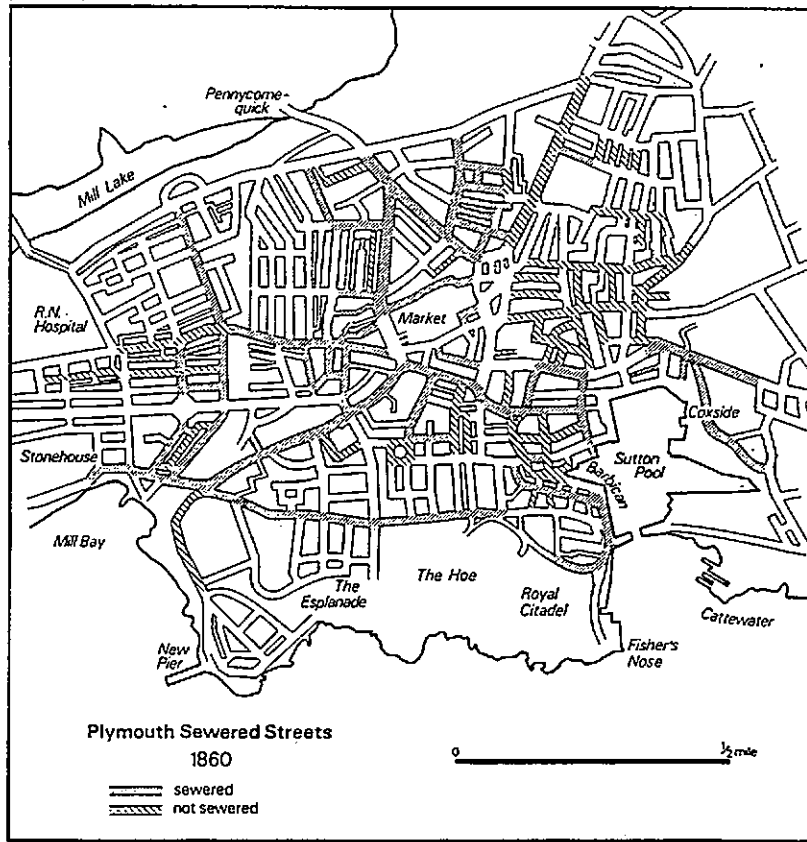 Pennycome-
quick
Mill Lake
R.N.
Hospital
Market
Stonehouse
Coxside
Sutton
Pool
Barbican
Mill Bay
The
Esplanade
The Hoe
Royal
Citadel
Cattewater
New
Pier
Fisher's
Nose
Plymouth Sewered Streets
1860
0
½ mile
sewered
not sewered